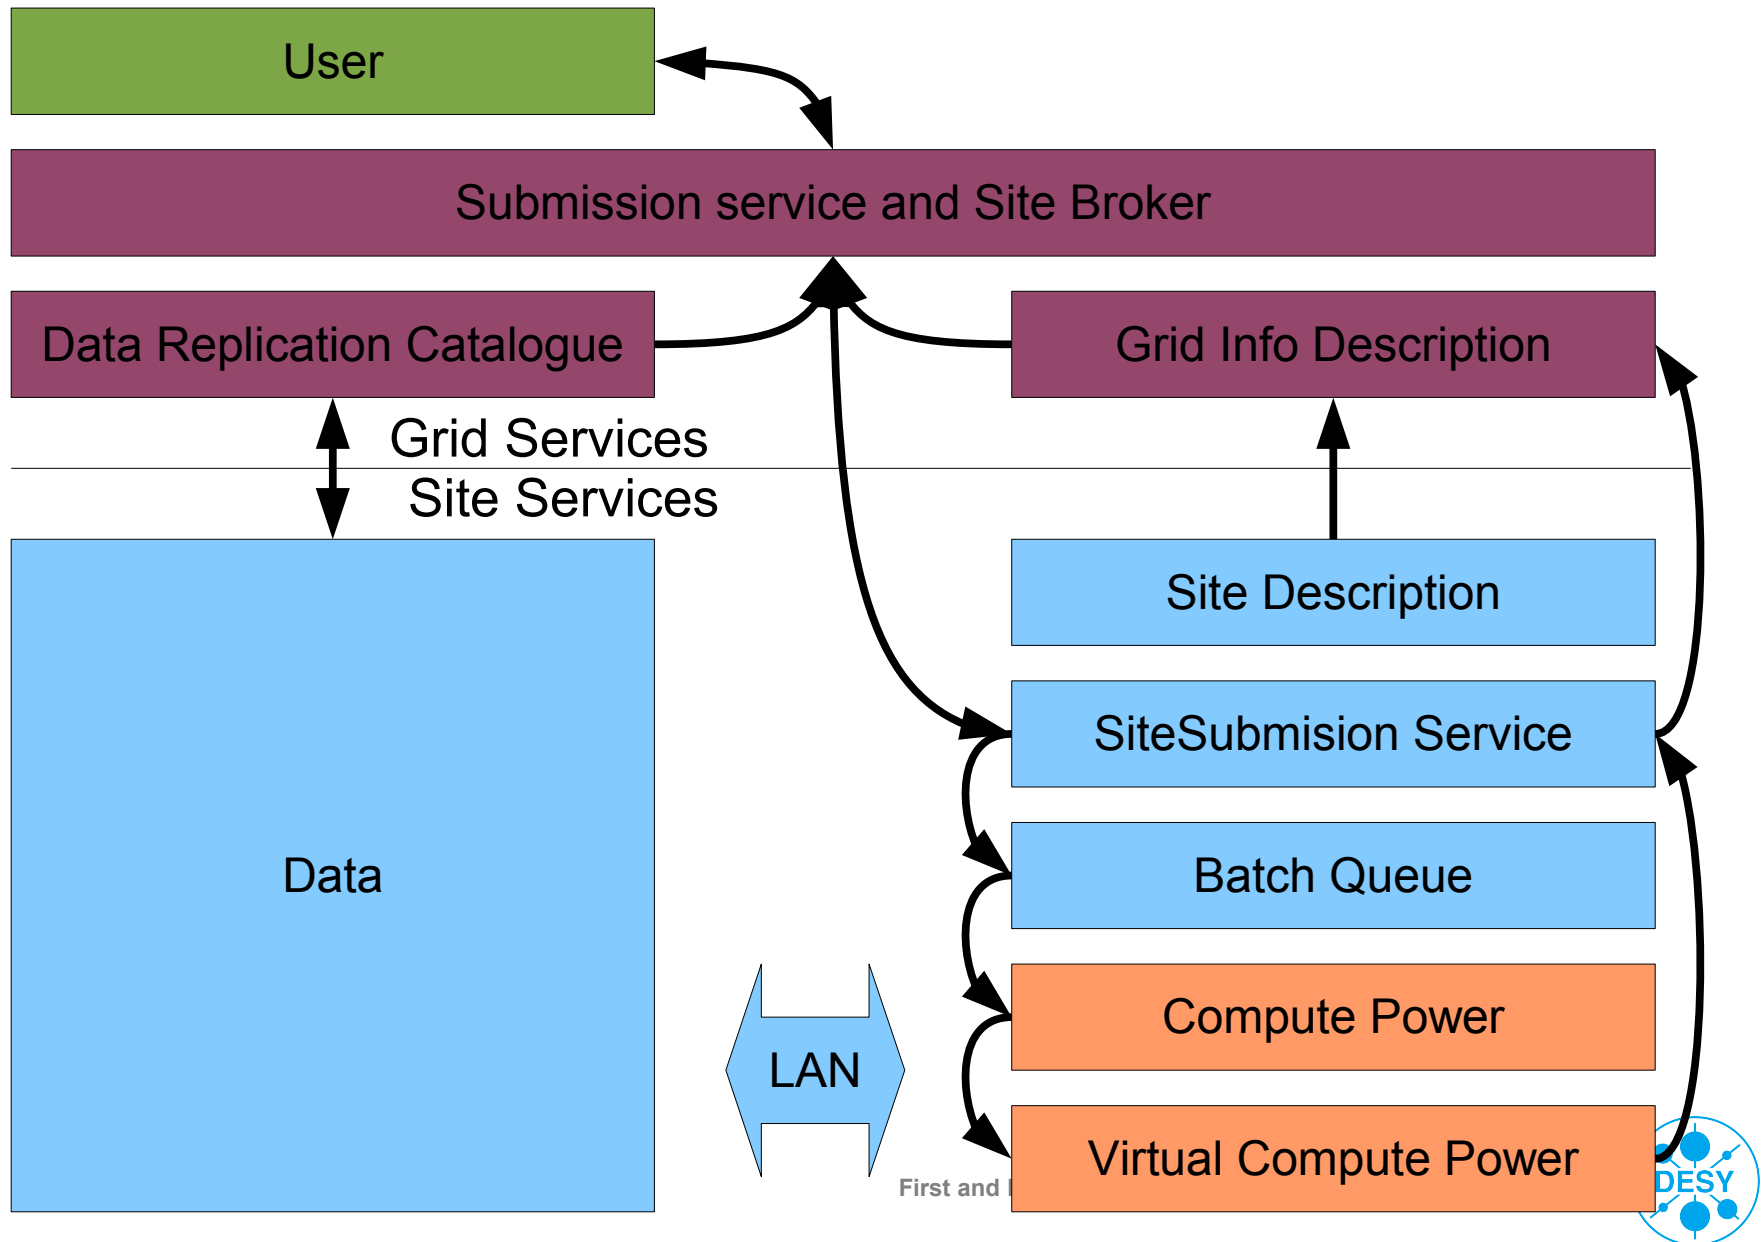 User
Submission service and Site Broker
Data Replication Catalogue
Grid Info Description
Grid Services
Site Services
Site Description
SiteSubmision Service
Data
Batch Queue
Compute Power
LAN
Virtual Compute Power
First and
DESY